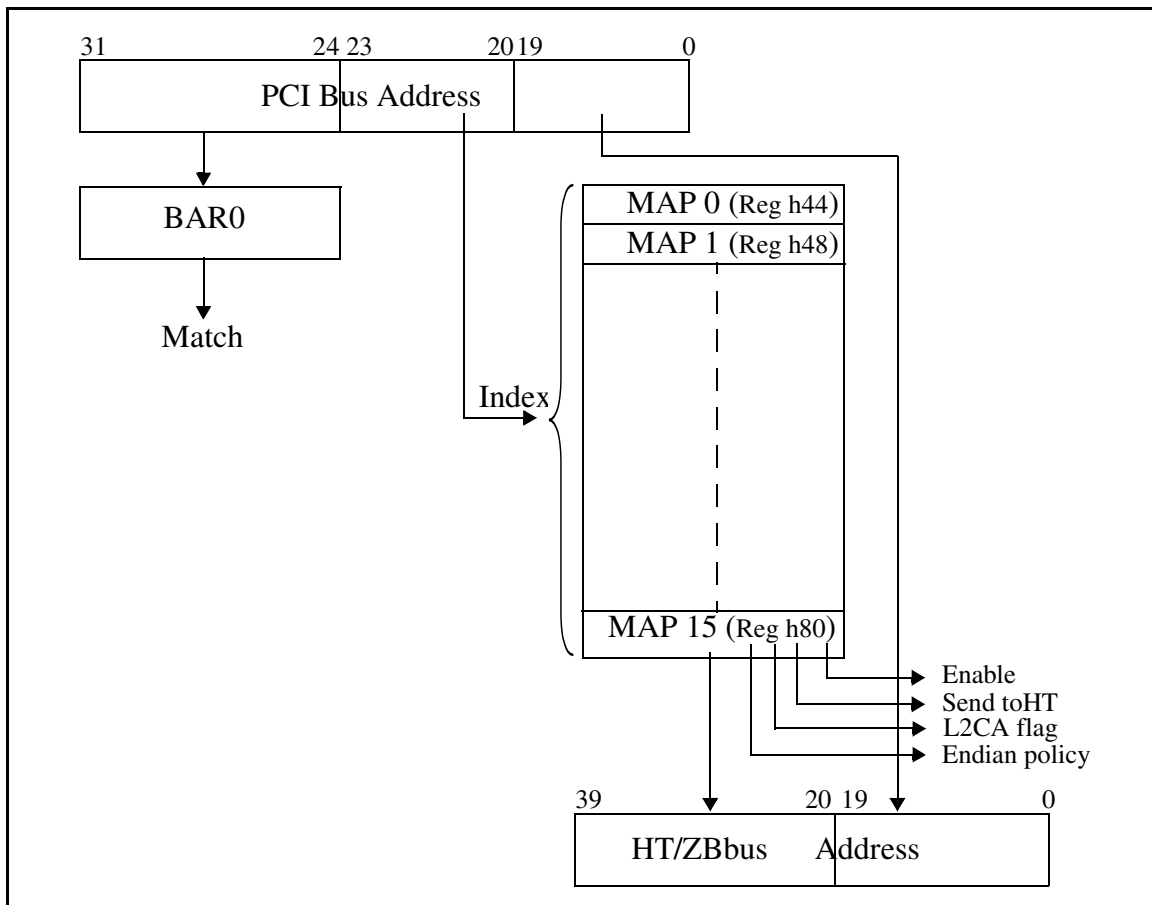 31 24 23 20 19 0
PCI Bus Address
BAR0
Match
MAP 0 (Reg h44)
MAP 1 (Reg h48)
Index
MAP 15 (Reg h80)
Enable
Send toHT
L2CA flag
Endian policy
39 20 19 0
HT/ZBbus Address